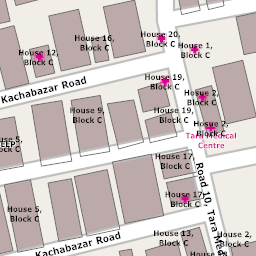 House 20,
Block C
House 16,
Block C
House 1,
Block C
House 12,
Block C
House 19,
Block C
Kachabazar Road
House 2,
Block C
House 9,
Block C
House 19,
Block C
House 2,
Block C
Tara Medical
Centre
Block C
House 17,
Block C
House 17,
Block C
Road 10, Tara
House 5,
Block C
House 13,
Block C
House 2,
Block C
Kachabazar Road